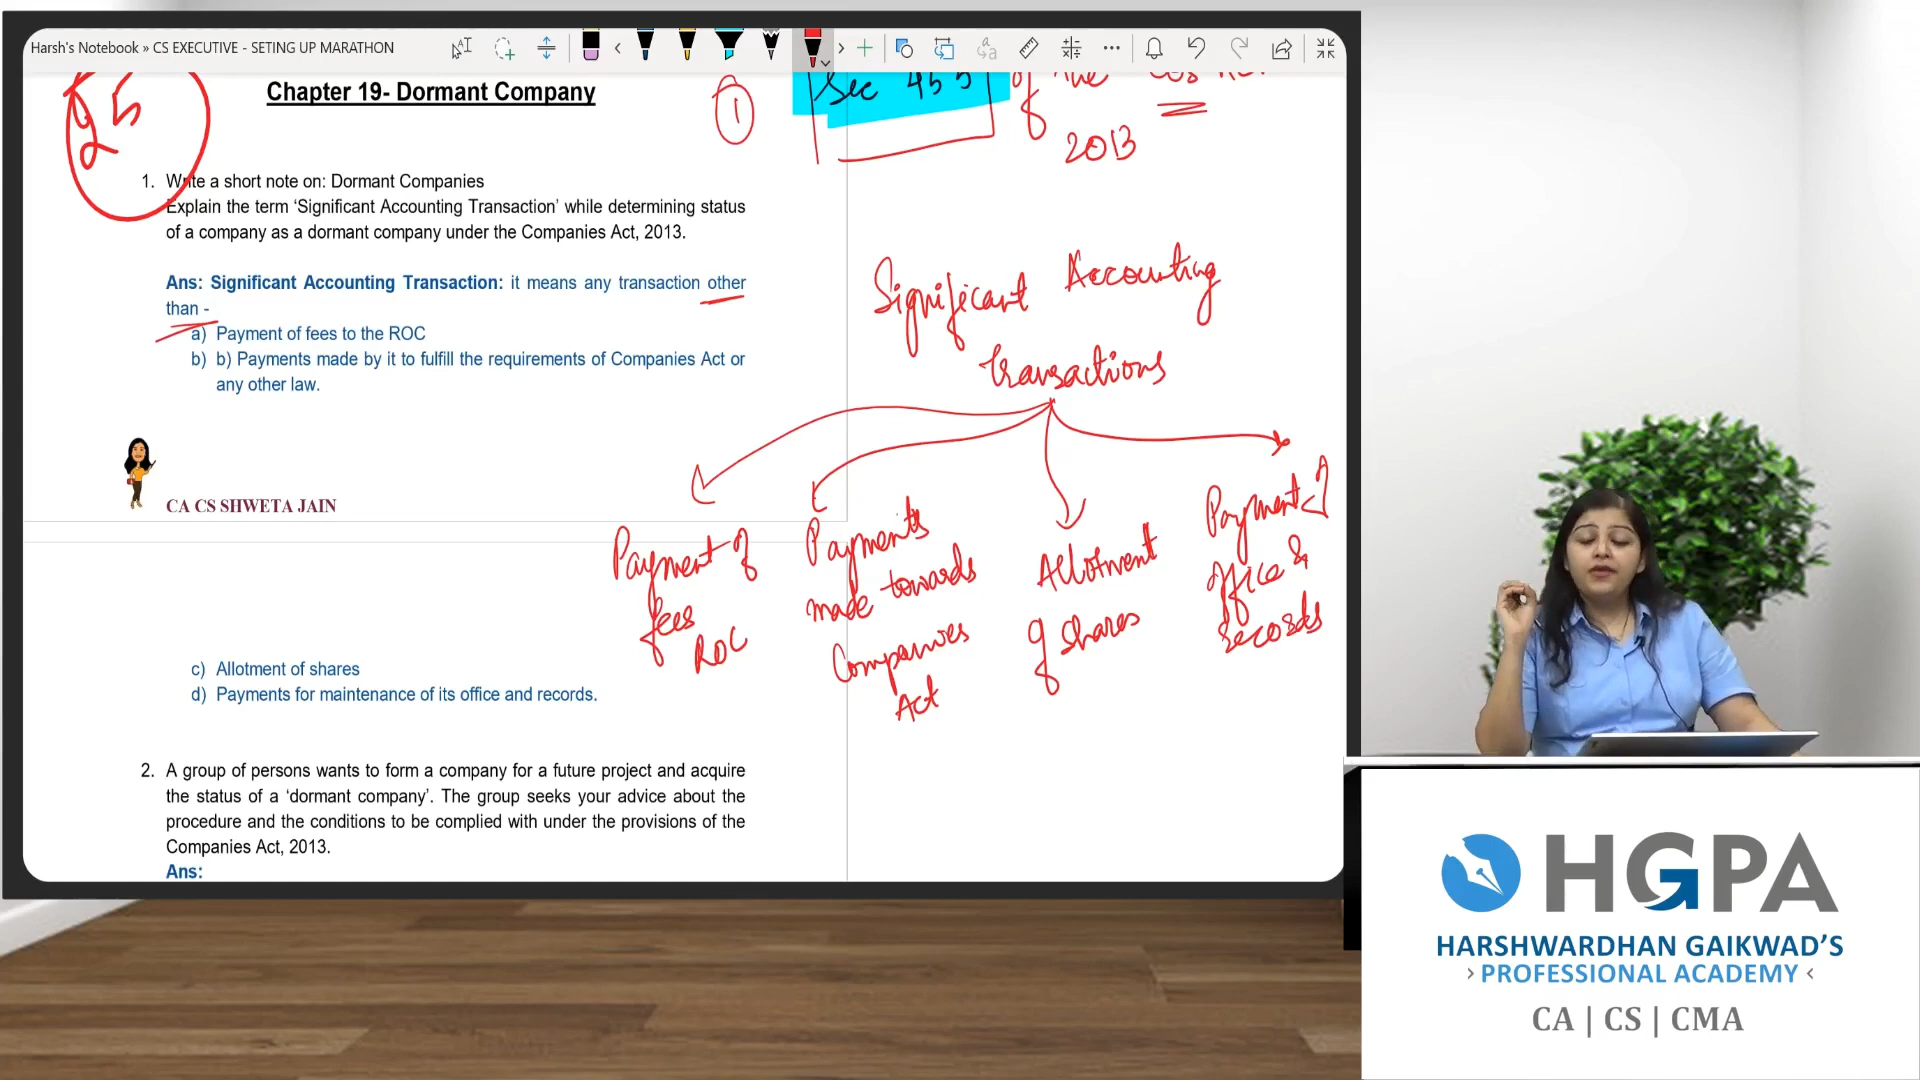 Harsh's Notebook » CS EXECUTIVE - SETING UP MARATHON
Q5
Chapter 19- Dormant Company
1
Sec 455
of the
2013
1. Write a short note on: Dormant Companies
Explain the term ‘Significant Accounting Transaction’ while determining status
of a company as a dormant company under the Companies Act, 2013.
Ans: Significant Accounting Transaction: it means any transaction other
than -
a) Payment of fees to the ROC
b) b) Payments made by it to fulfill the requirements of Companies Act or
any other law.
CA CS SHWETA JAIN
c) Allotment of shares
d) Payments for maintenance of its office and records.
2. A group of persons wants to form a company for a future project and acquire
the status of a ‘dormant company’. The group seeks your advice about the
procedure and the conditions to be complied with under the provisions of the
Companies Act, 2013.
Ans:
Significant Accounting
transactions
Payment of
fees
ROC
Payments
made towards
Companies
Act
Allotment
of shares
Payment of
office &
records
HGPA
HARSHWARDHAN GAIKWAD'S
› PROFESSIONAL ACADEMY ‹
CA | CS | CMA